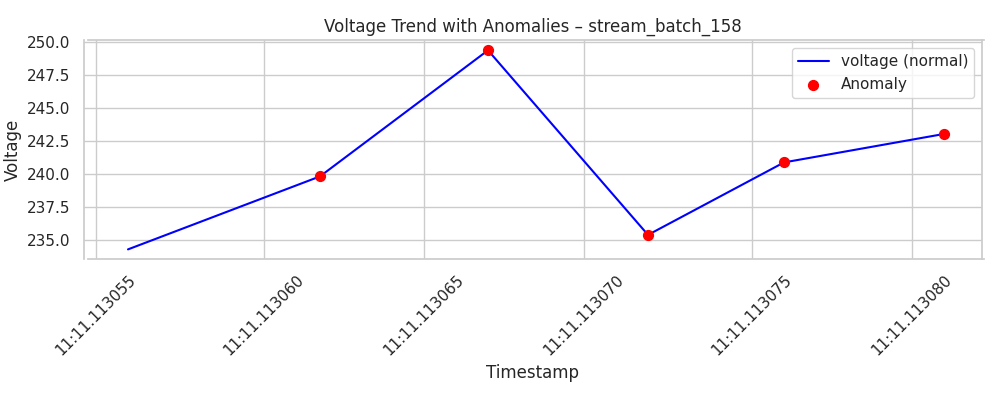 Voltage Trend with Anomalies – stream_batch_158
voltage (normal)
Anomaly
Voltage
250.0
247.5
245.0
242.5
240.0
237.5
235.0
11:11.113055
11:11.113060
11:11.113065
11:11.113070
11:11.113075
11:11.113080
Timestamp